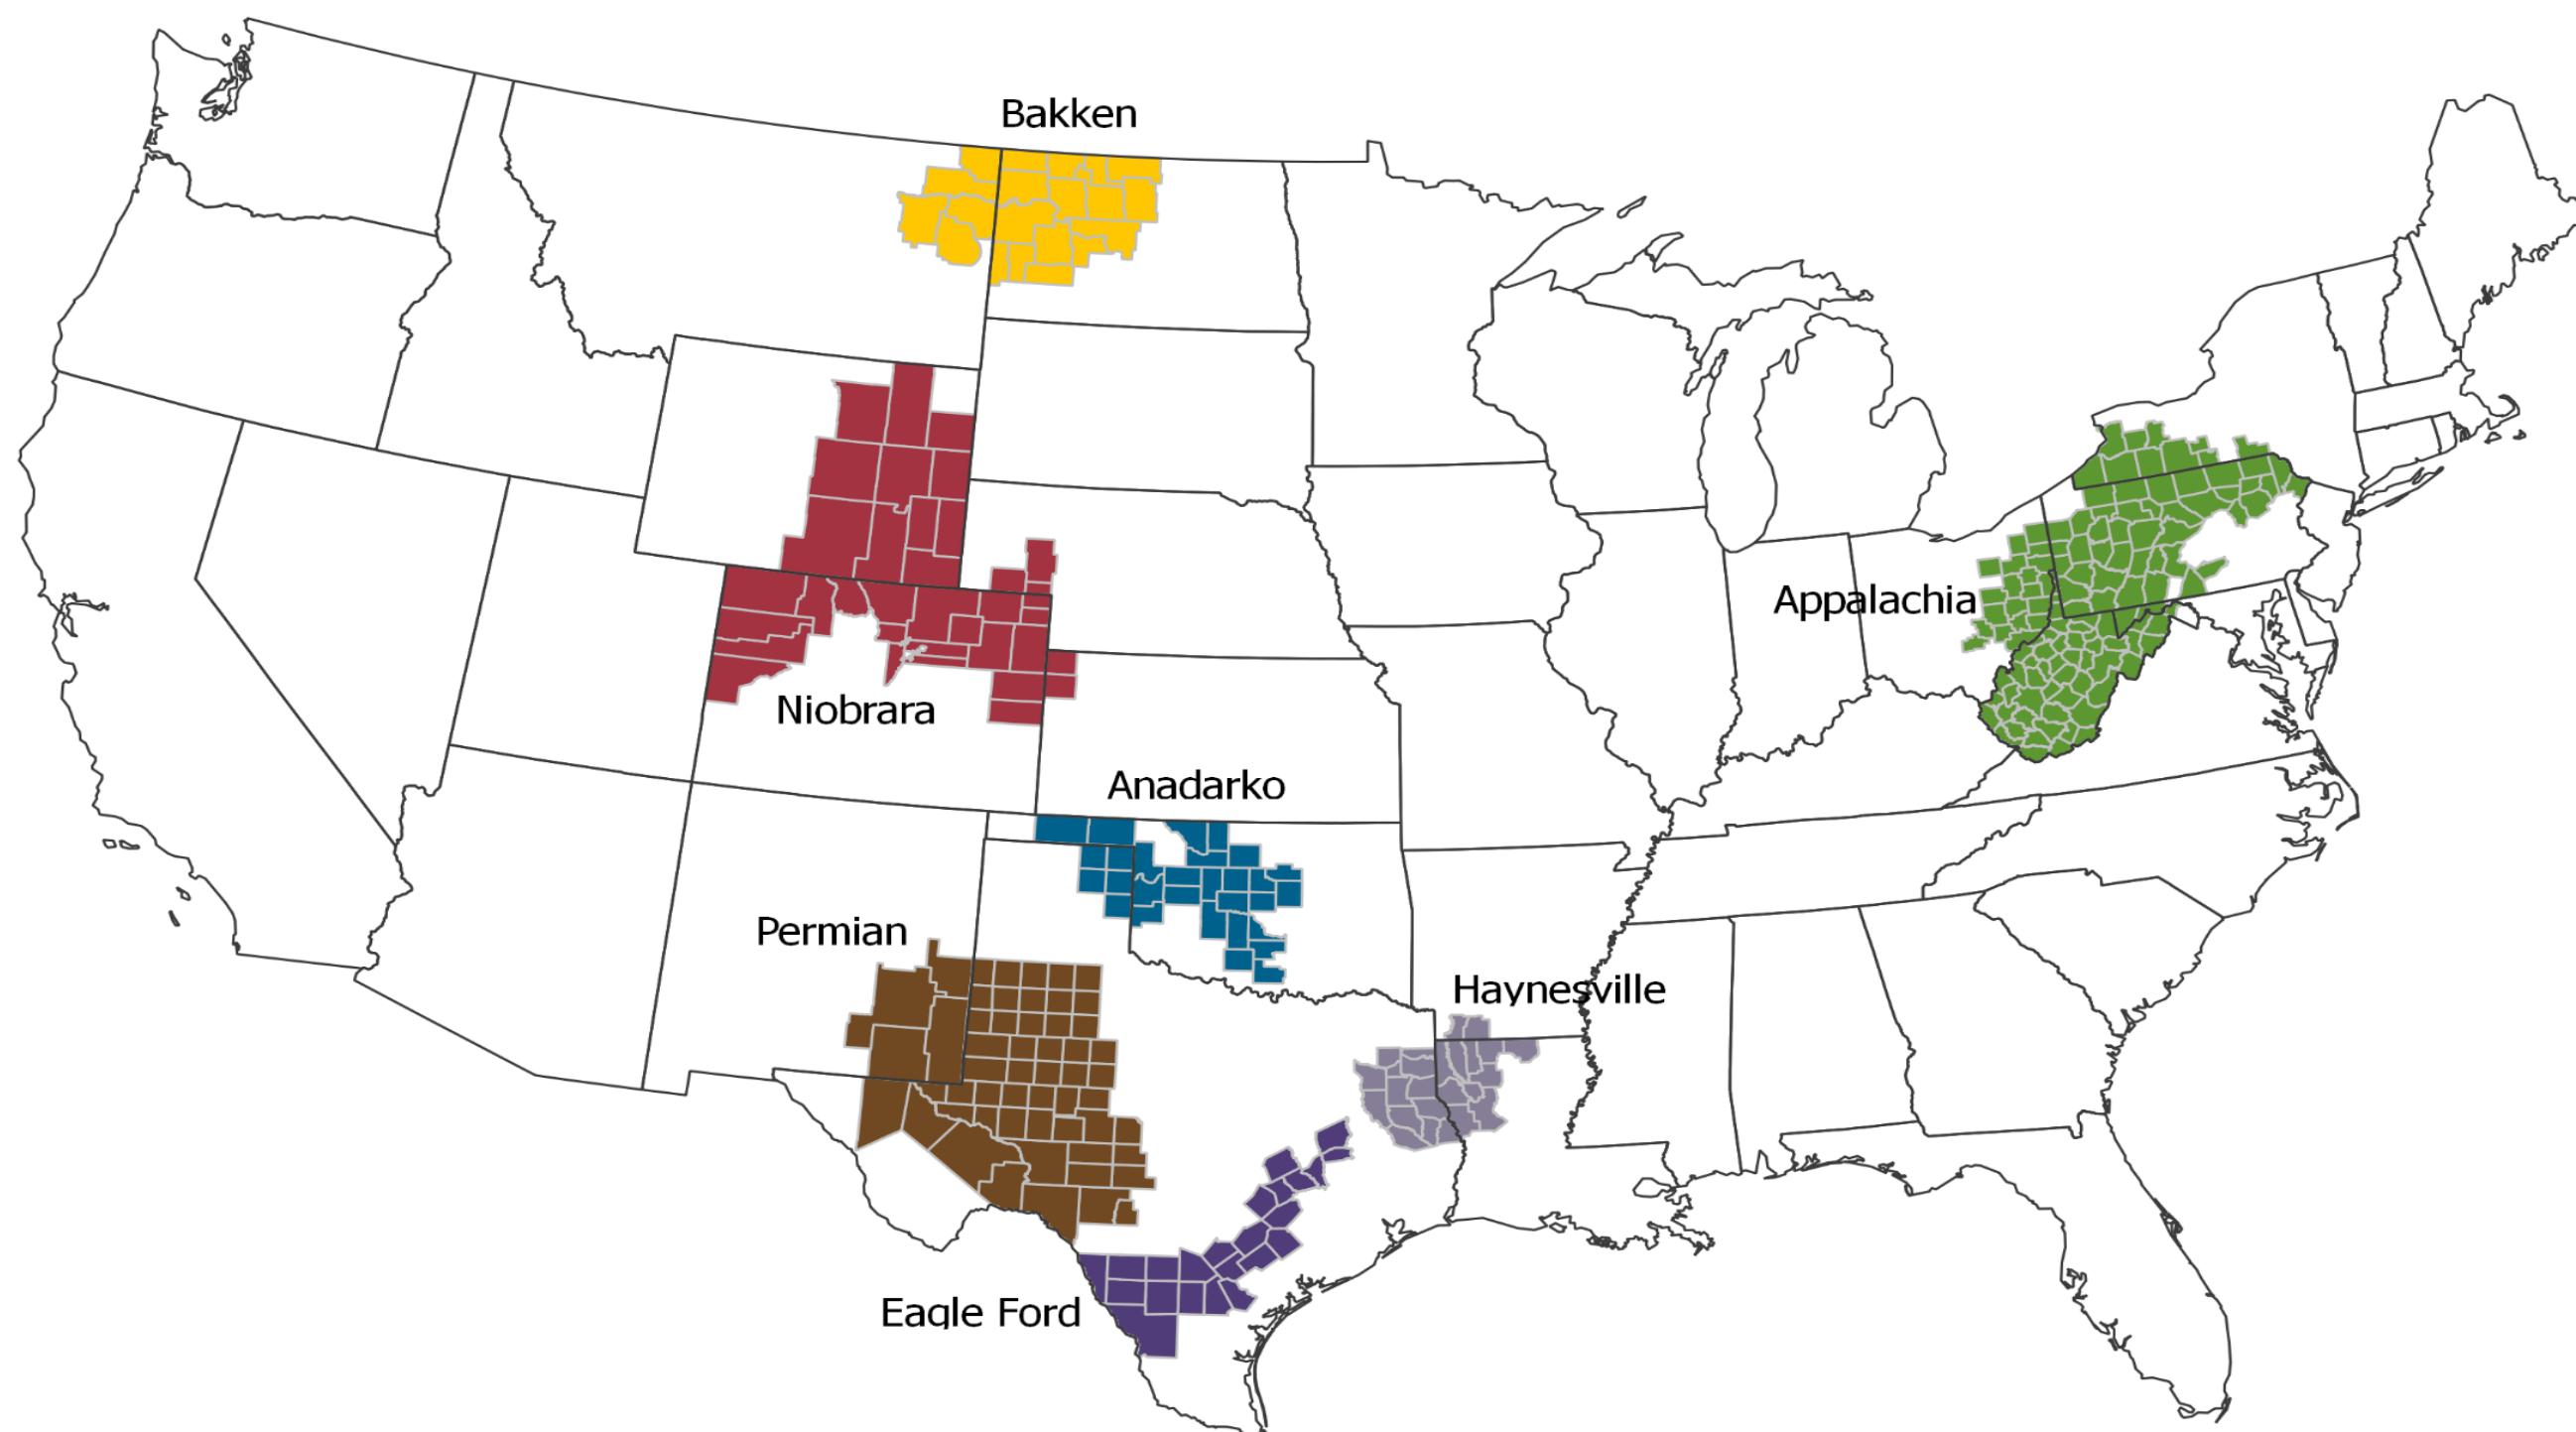 Bakken
Appalachia
Niobrara
Anadarko
Permian
Haynesville
Eagle Ford